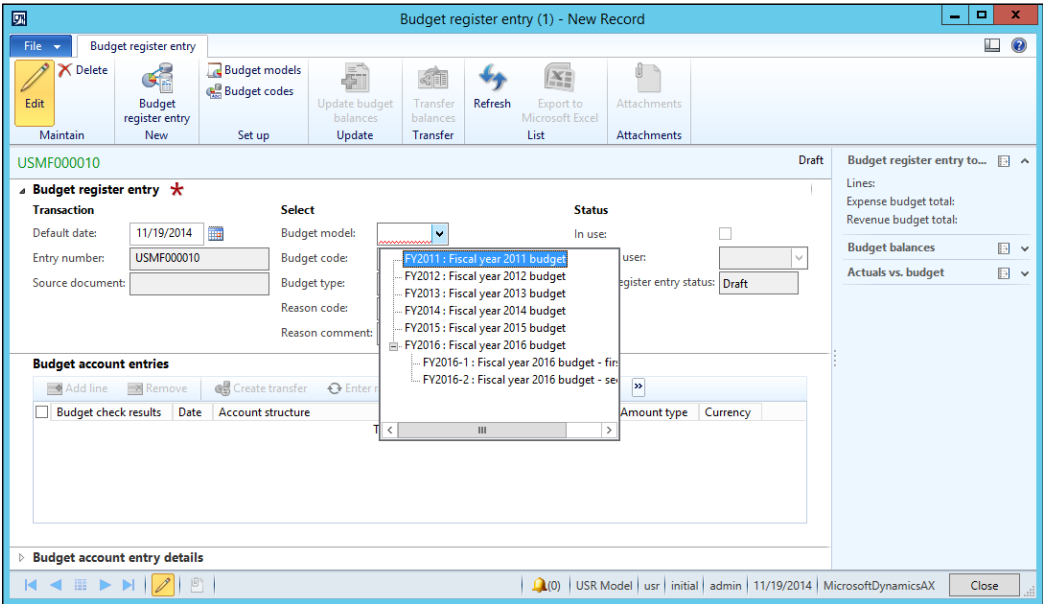 Budget register entry (1) - New Record
File
Budget register entry
Edit
Delete
Maintain
Budget register entry
New
Budget models
Budget codes
Set up
Update budget balances
Update
Transfer balances
Transfer
Refresh
Export to Microsoft Excel
List
Attachments
Attachments
USMF000010
Draft
Budget register entry *
Transaction
Select
Status
Default date: 11/19/2014
Budget model:
In use:
Entry number: USMF000010
Budget code:
user:
Source document:
Budget type:
egister entry status: Draft
Reason code:
Reason comment:
FY2011 : Fiscal year 2011 budget
FY2012 : Fiscal year 2012 budget
FY2013 : Fiscal year 2013 budget
FY2014 : Fiscal year 2014 budget
FY2015 : Fiscal year 2015 budget
FY2016 : Fiscal year 2016 budget
FY2016-1 : Fiscal year 2016 budget - fir
FY2016-2 : Fiscal year 2016 budget - se
Budget account entries
Add line
Remove
Create transfer
Enter r
Budget check results
Date
Account structure
Amount type
Currency
T
Budget account entry details
Budget register entry to...
Lines:
Expense budget total:
Revenue budget total:
Budget balances
Actuals vs. budget
(0)
USR Model
usr
initial
admin
11/19/2014
MicrosoftDynamicsAX
Close